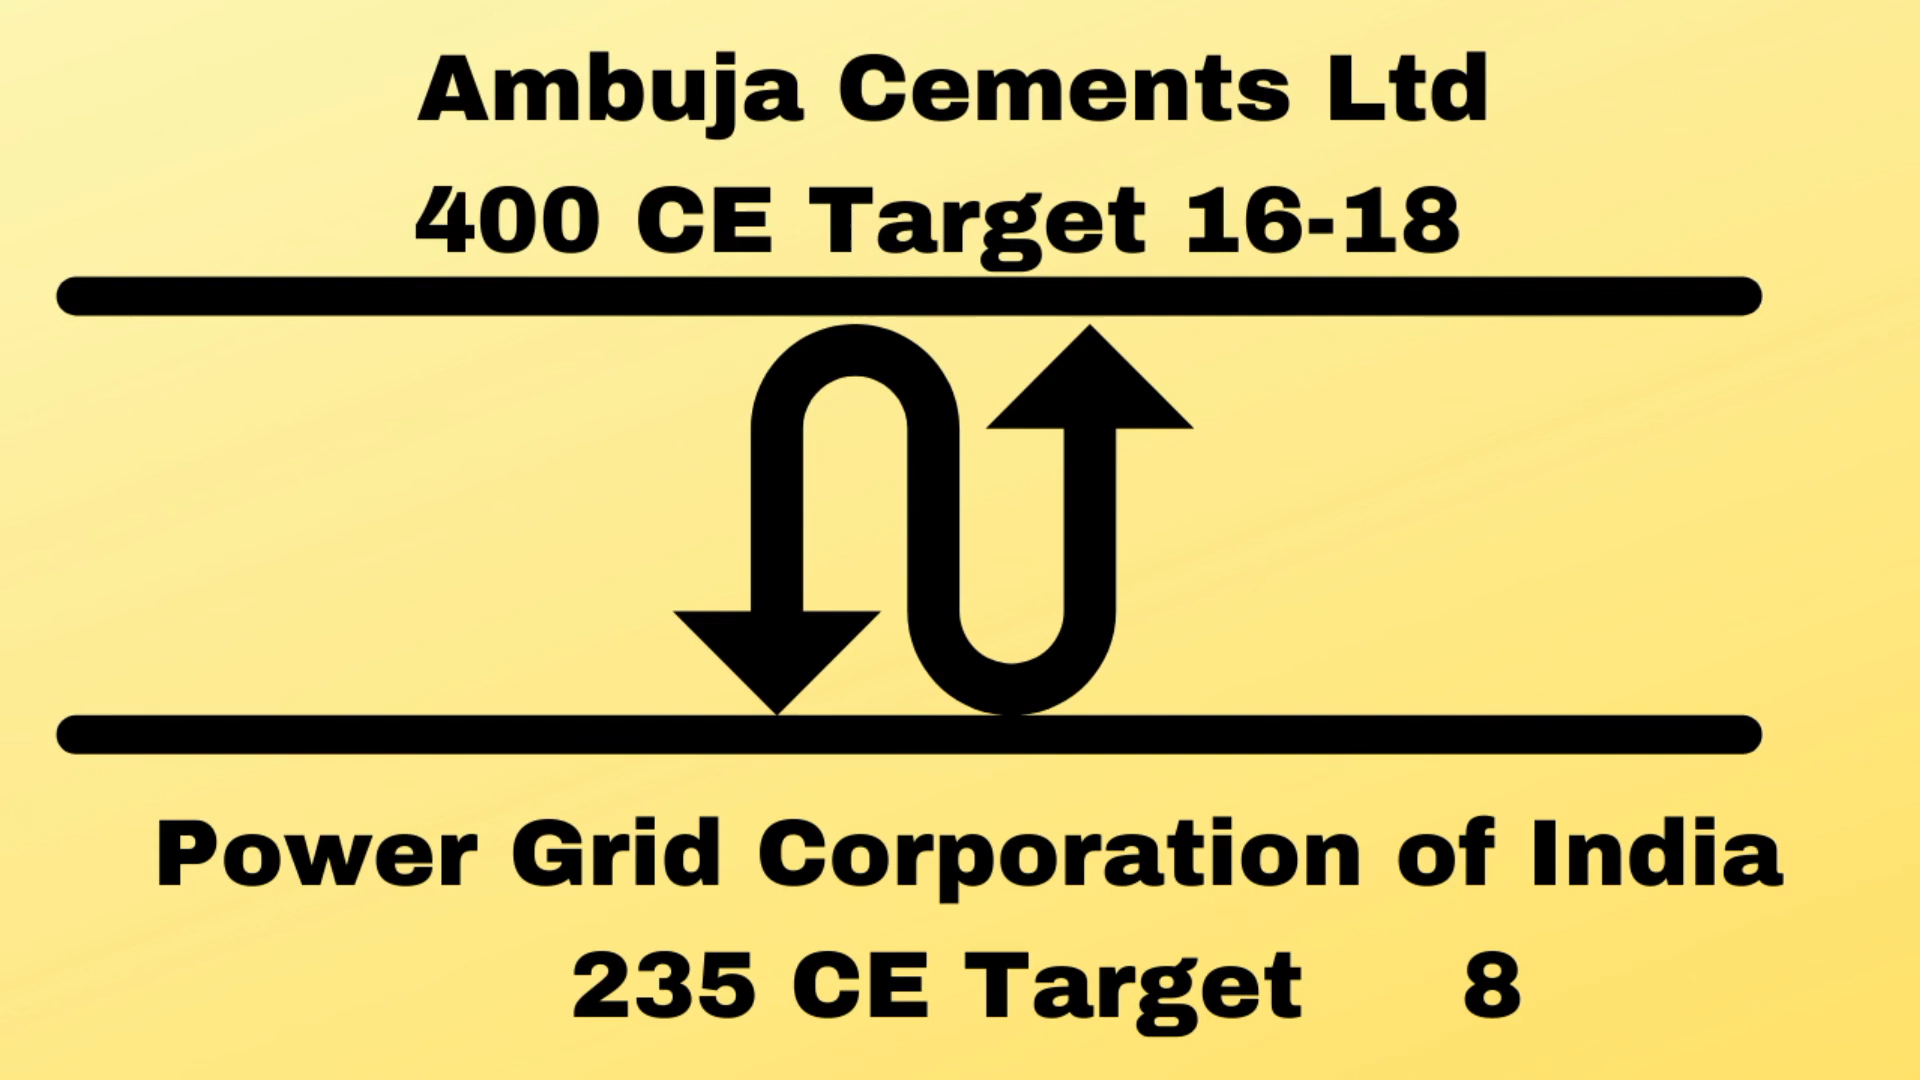 Ambuja Cements Ltd
400 CE Target 16-18
Power Grid Corporation of India
235 CE Target 8